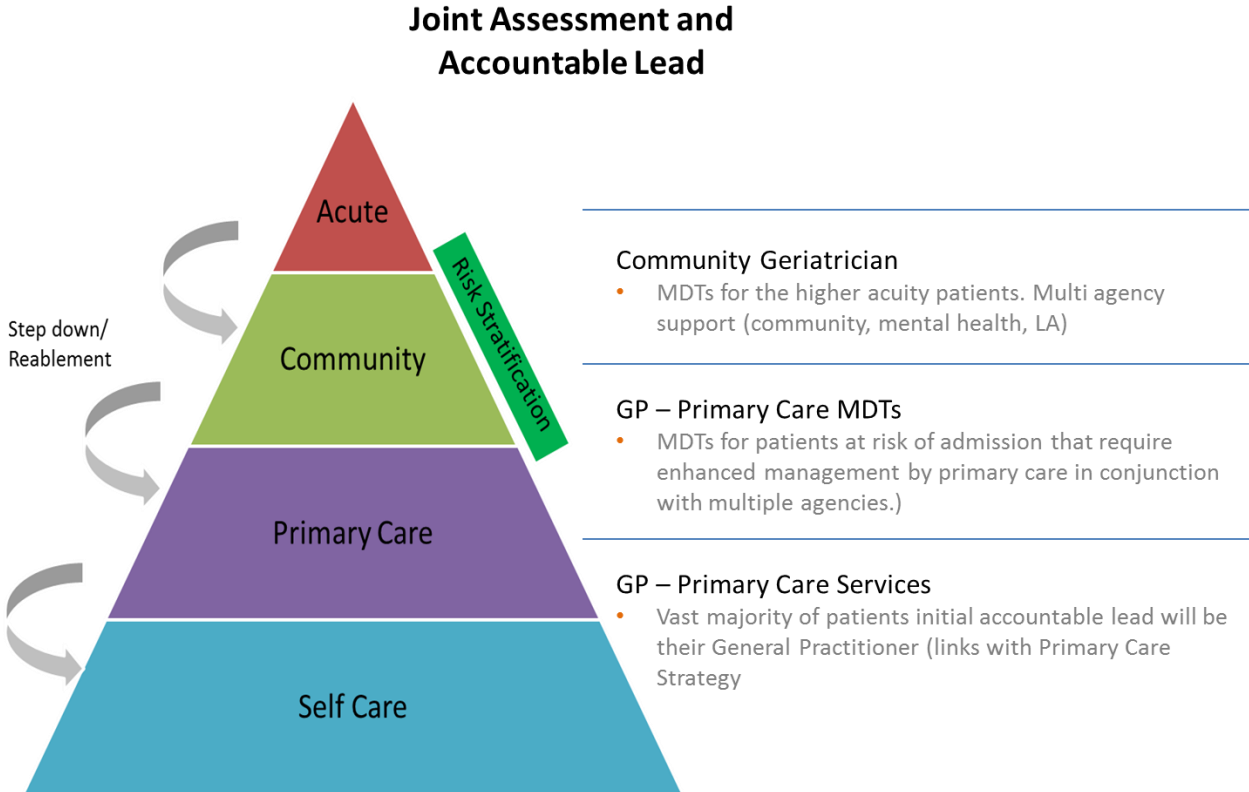 Joint Assessment and
Accountable Lead
Acute
Risk Stratification
Step down/
Reablement
Community
Primary Care
Self Care
Community Geriatrician
• MDTs for the higher acuity patients. Multi agency
support (community, mental health, LA)
GP – Primary Care MDTs
• MDTs for patients at risk of admission that require
enhanced management by primary care in conjunction
with multiple agencies.)
GP – Primary Care Services
• Vast majority of patients initial accountable lead will be
their General Practitioner (links with Primary Care
Strategy